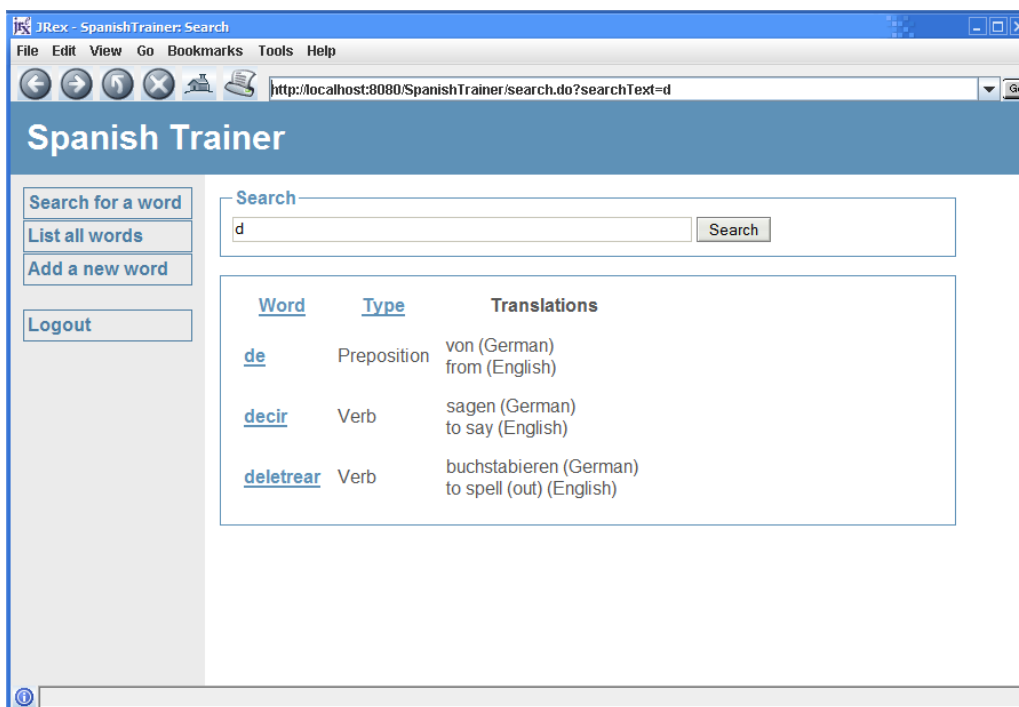 JRex - SpanishTrainer: Search
File Edit View Go Bookmarks Tools Help
http://localhost:8080/SpanishTrainer/search.do?searchText=d
Spanish Trainer
Search for a word
List all words
Add a new word
Logout
Search
d Search
Word Type Translations
de Preposition von (German)
from (English)
decir Verb sagen (German)
to say (English)
deletrear Verb buchstabieren (German)
to spell (out) (English)